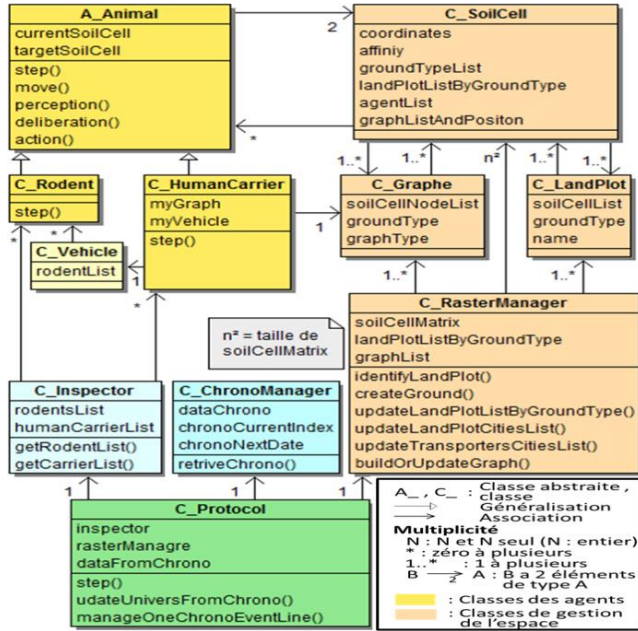 A_Animal
currentSoilCell
targetSoilCell
step()
move()
perception()
deliberation()
action()
2
*
C_SoilCell
coordinates
affiniy
groundTypeList
landPlotListByGroundType
agentList
graphListAndPositon
1..*
1..*
n²
1..*
1..*
C_Rodent
step()
*
*
C_HumanCarrier
myGraph
myVehicle
step()
1
1
*
C_Vehicle
rodentList
C_Graphe
soilCellNodeList
groundType
graphType
1..*
C_LandPlot
soilCellList
groundType
name
1..*
n² = taille de
soilCellMatrix
C_RasterManager
soilCellMatrix
landPlotListByGroundType
graphList
identifyLandPlot()
createGround()
updateLandPlotListByGroundType()
updateLandPlotCitiesList()
updateTransportersCitiesList()
buildOrUpdateGraph()
C_Inspector
rodentsList
humanCarrierList
getRodentList()
getCarrierList()
C_ChronoManager
dataChrono
chronoCurrentIndex
chronoNextDate
retriveChrono()
1
1
1
C_Protocol
inspector
rasterManagre
dataFromChrono
step()
udateUniversFromChrono()
manageOneChronoEventLine()
A_ , C_ : Classe abstraite ,
classe
: Généralisation
: Association
Multiplicité
N : N et N seul (N : entier)
* : zéro à plusieurs
1..* : 1 à plusieurs
B 2 A : B a 2 éléments
de type A
: Classes des agents
: Classes de gestion
de l'espace